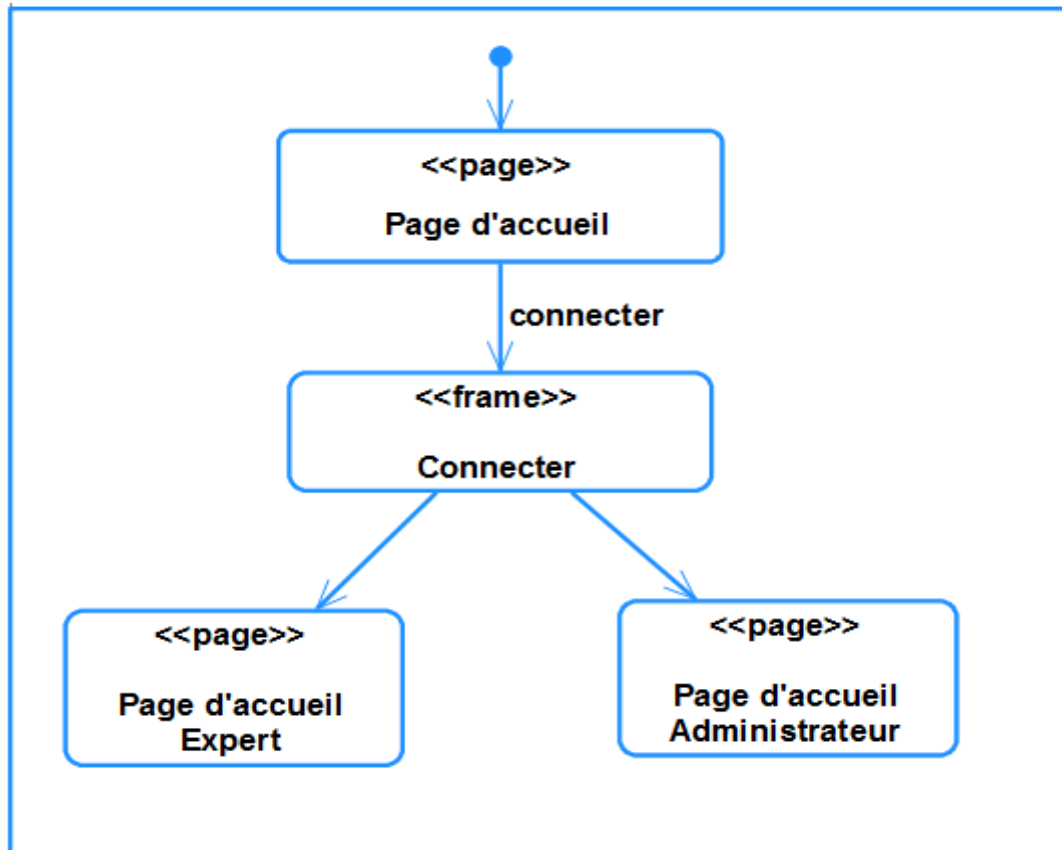 <<page>>
Page d'accueil
connecter
<<frame>>
Connecter
<<page>>
Page d'accueil
Expert
<<page>>
Page d'accueil
Administrateur